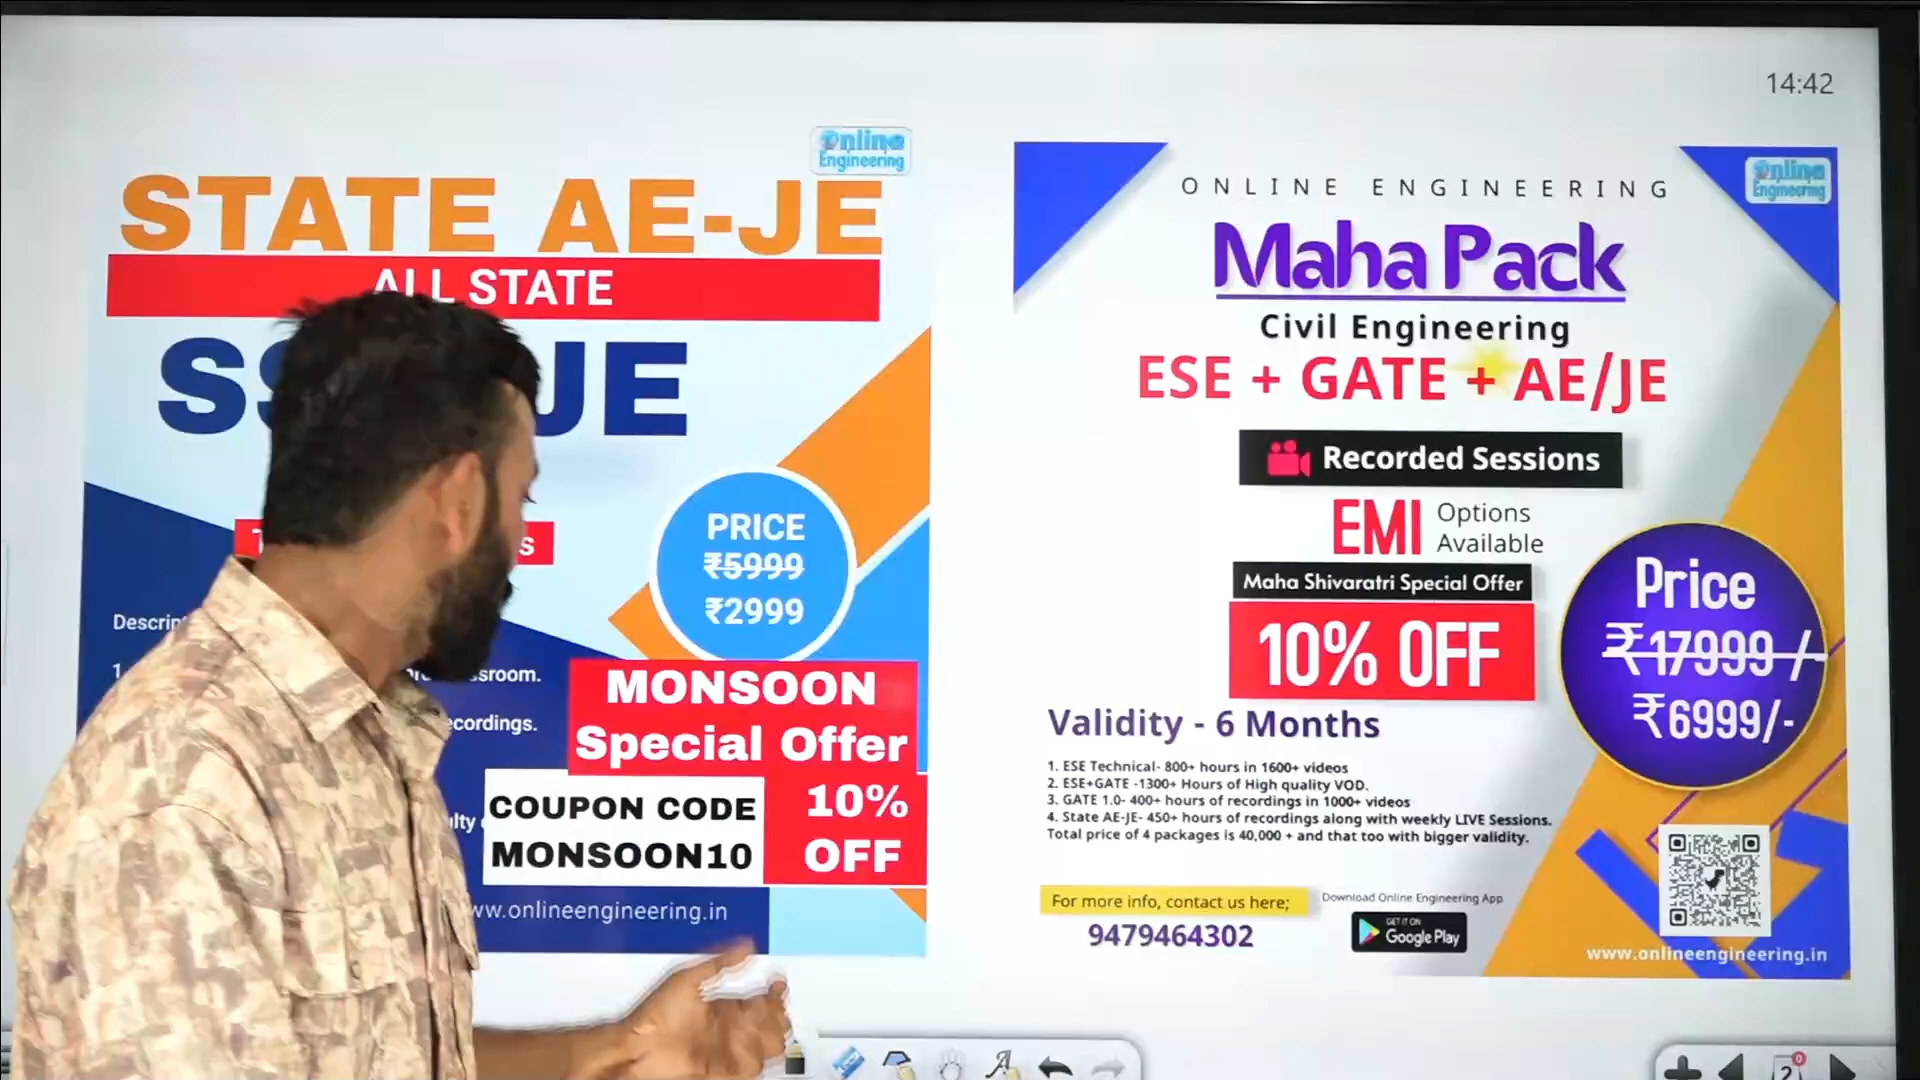 14:42
Online
Engineering
STATE AE-JE
ALL STATE
JE
PRICE
₹5999
₹2999
sroom.
ecordings.
MONSOON
Special Offer
COUPON CODE
MONSOON10
10%
OFF
www.onlineengineering.in
Online
Engineering
ONLINE ENGINEERING
Maha Pack
Civil Engineering
ESE + GATE + AE/JE
Recorded Sessions
EMI Options
Available
Maha Shivaratri Special Offer
10% OFF
Price
₹17999/-
₹6999/-
Validity - 6 Months
1. ESE Technical- 800+ hours in 1600+ videos
2. ESE+GATE -1300+ Hours of High quality VOD.
3. GATE 1.0- 400+ hours of recordings in 1000+ videos
4. State AE-JE- 450+ hours of recordings along with weekly LIVE Sessions.
Total price of 4 packages is 40,000 + and that too with bigger validity.
For more info, contact us here;
9479464302
Download Online Engineering App
GET IT ON
Google Play
www.onlineengineering.in
2
0